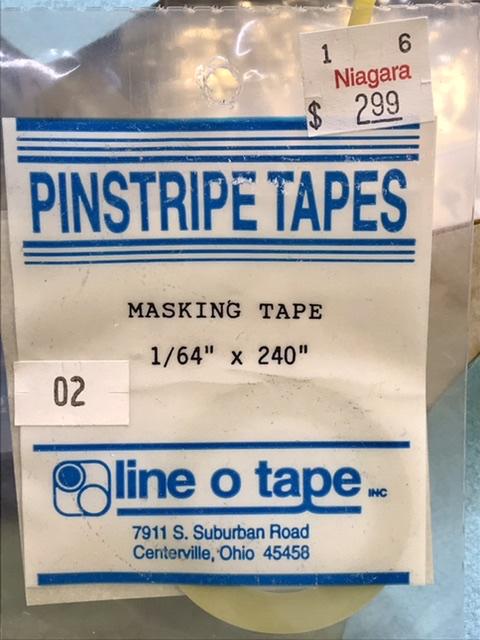 1 6
Niagara
$ 299
PINSTRIPE TAPES
MASKING TAPE
1/64" x 240"
02
line o tape INC
7911 S. Suburban Road
Centerville, Ohio 45458